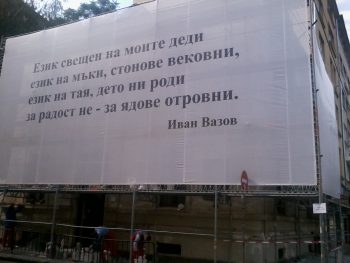 Език свещен на моите деди
език на мъки, стонове вековни,
език на тая, дето ни роди
за радост не - за ядове отровни.
Иван Вазов